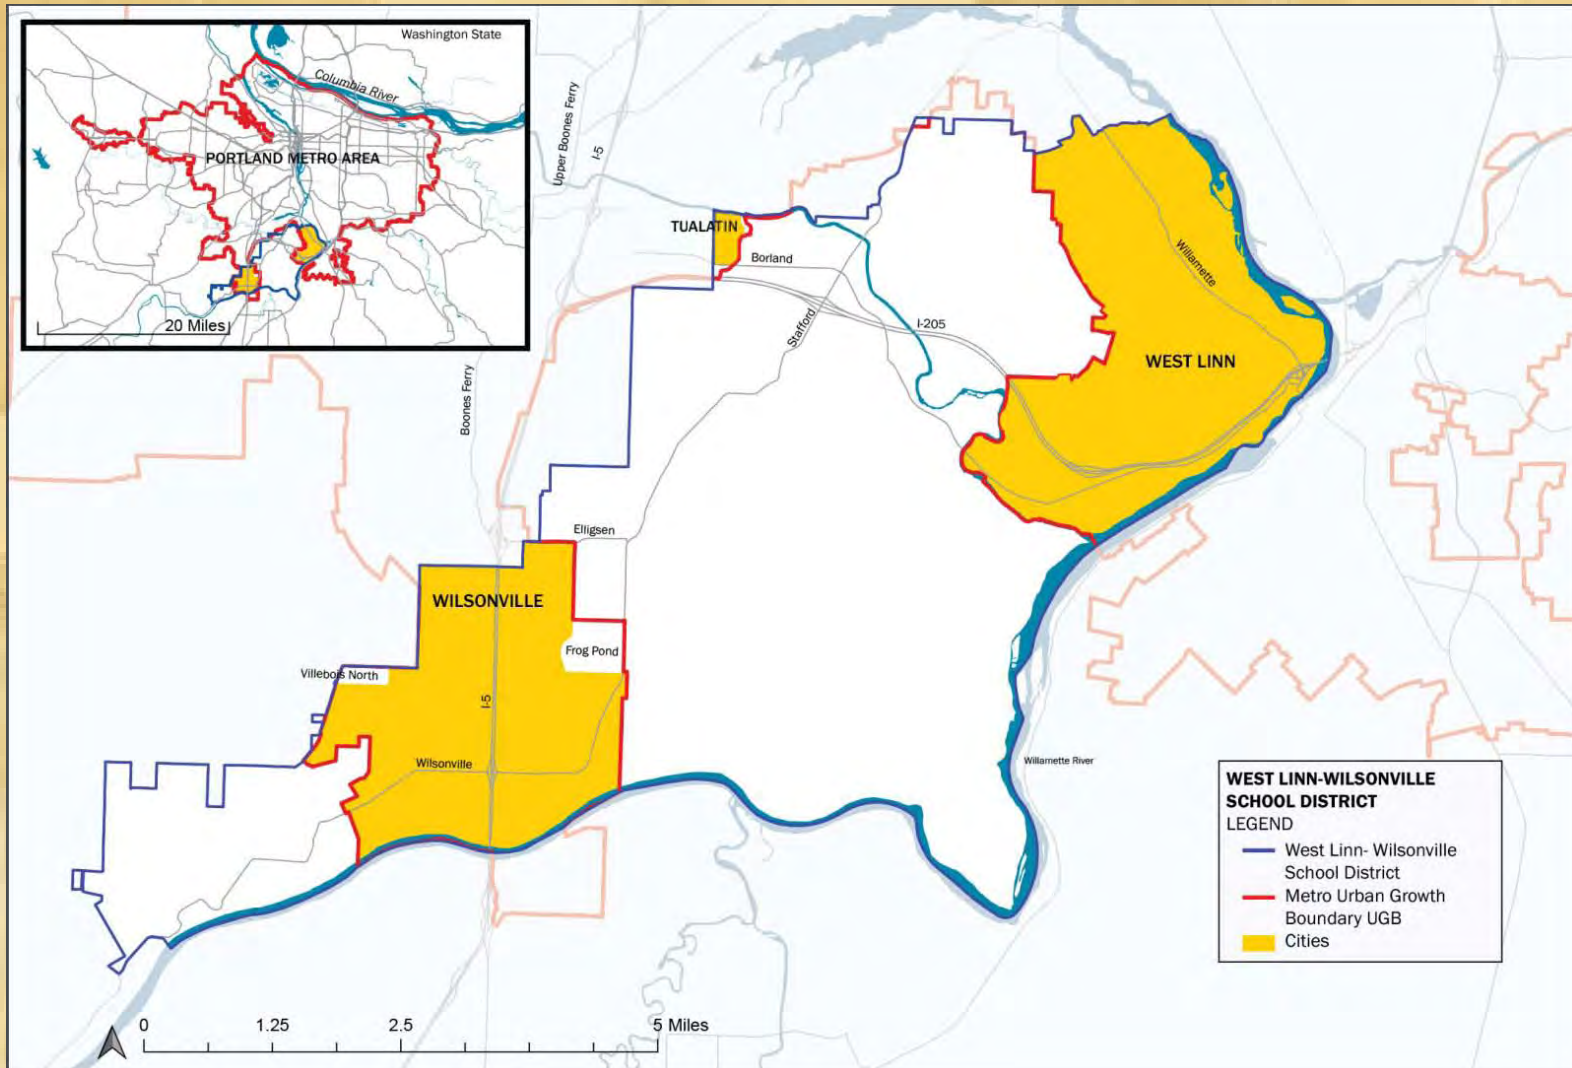 Washington State
Columbia River
PORTLAND METRO AREA
20 Miles
Upper Boones Ferry
I-5
TUALATIN
Borland
Stafford
I-205
Willamette
WEST LINN
Boones Ferry
Elligsen
WILSONVILLE
Frog Pond
Villebois North
I-5
Wilsonville
Willamette River
WEST LINN-WILSONVILLE
SCHOOL DISTRICT
LEGEND
West Linn- Wilsonville
School District
Metro Urban Growth
Boundary UGB
Cities
0 1.25 2.5 5 Miles